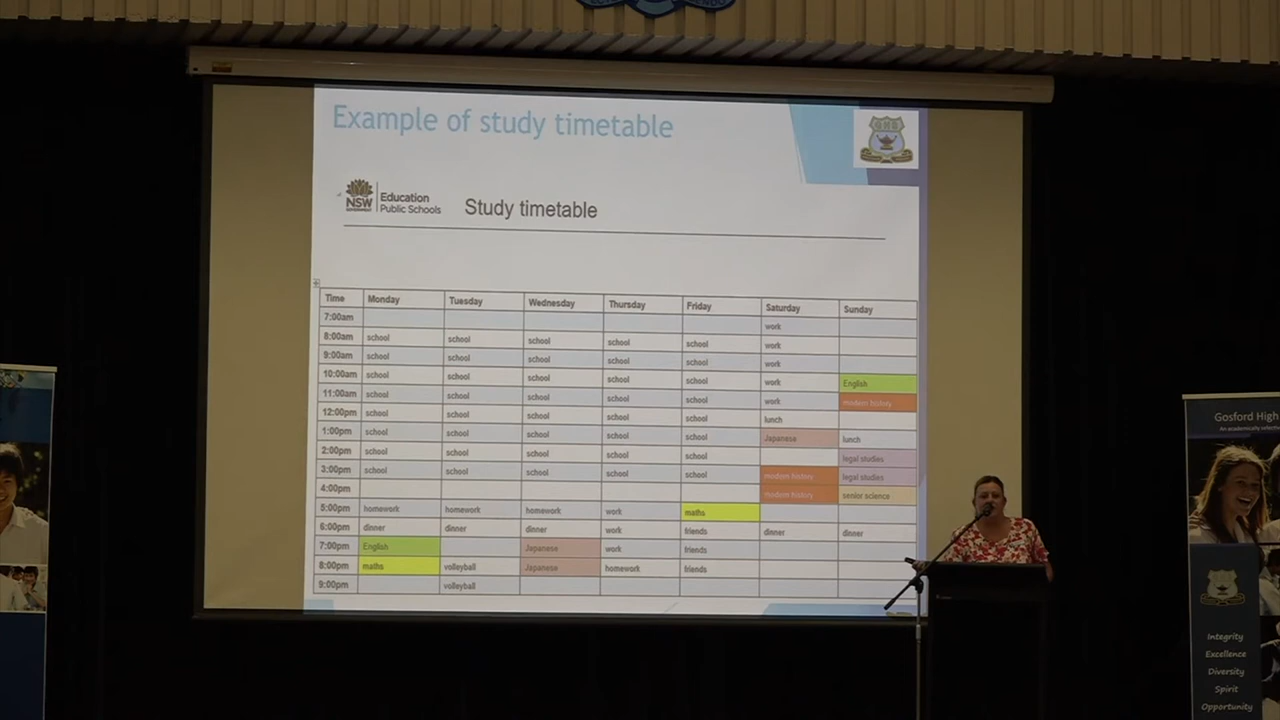 Example of study timetable
GHS
NSW
GOVERNMENT
Education
Public Schools
Study timetable
Time Monday Tuesday Wednesday Thursday Friday Saturday Sunday
7:00am work
8:00am school school school school school work
9:00am school school school school school work
10:00am school school school school school work English
11:00am school school school school school work modern history
12:00pm school school school school school lunch
1:00pm school school school school school Japanese lunch
2:00pm school school school school school legal studies
3:00pm school school school school school modern history legal studies
4:00pm modern history senior science
5:00pm homework homework homework work maths
6:00pm dinner dinner dinner work friends dinner dinner
7:00pm English Japanese work friends
8:00pm maths volleyball Japanese homework friends
9:00pm volleyball
Gosford High
An academically
Integrity
Excellence
Diversity
Spirit
Opportunity